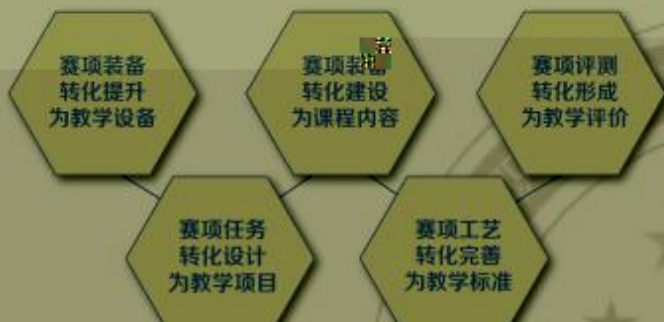 赛项装备
转化提升
为教学设备
赛项装
转化建设
为课程内容
赛项评测
转化形成
为教学评价
赛项任务
转化设计
为教学项目
赛项工艺
转化完善
为教学标准